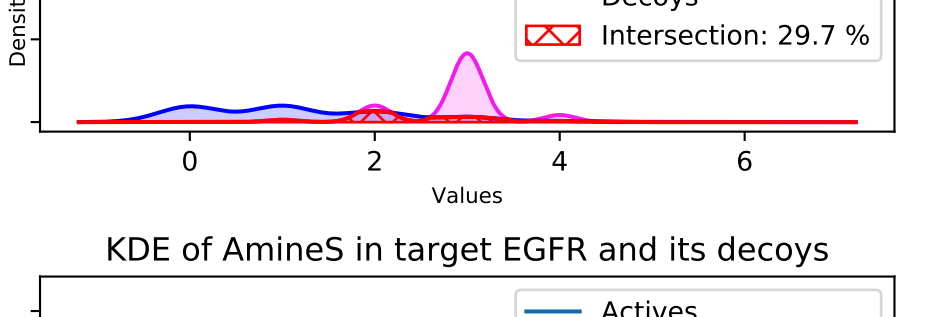 Decoys
Intersection: 29.7 %
0 2 4 6
Values
KDE of AmineS in target EGFR and its decoys
Actives